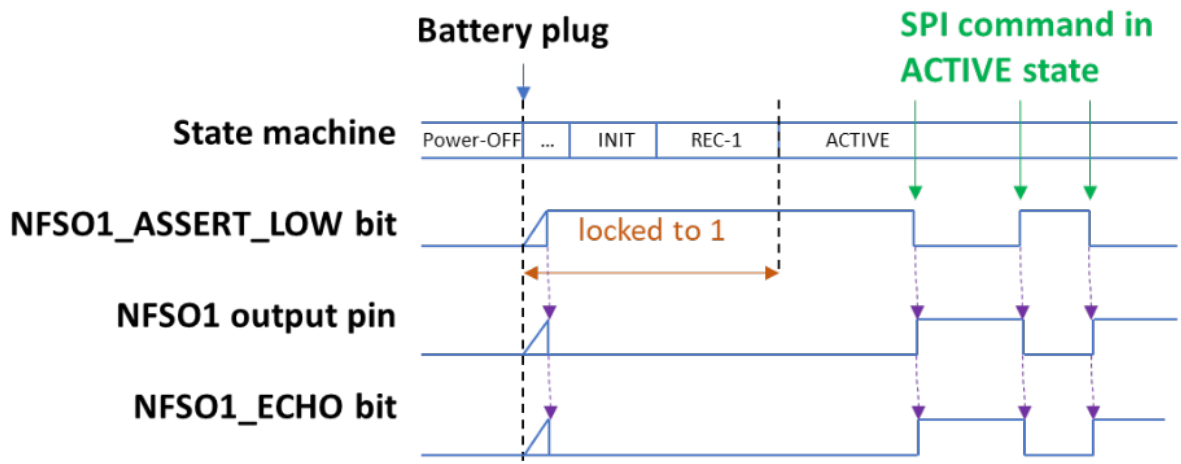 Battery plug
SPI command in
ACTIVE state
State machine
Power-OFF ... INIT REC-1 ACTIVE
NFSO1_ASSERT_LOW bit
locked to 1
NFSO1 output pin
NFSO1_ECHO bit